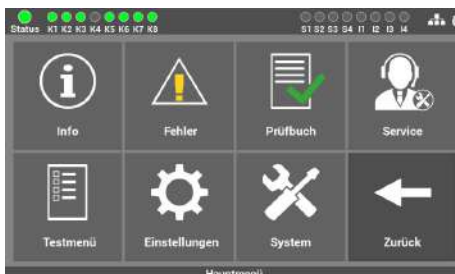 Status K1 K2 K3 K4 K5 K6 K7 K8 S1 S2 S3 S4 I1 I2 I3 I4
Info Fehler Prüfbuch Service
Testmenü Einstellungen System Zurück
Hauptmenü